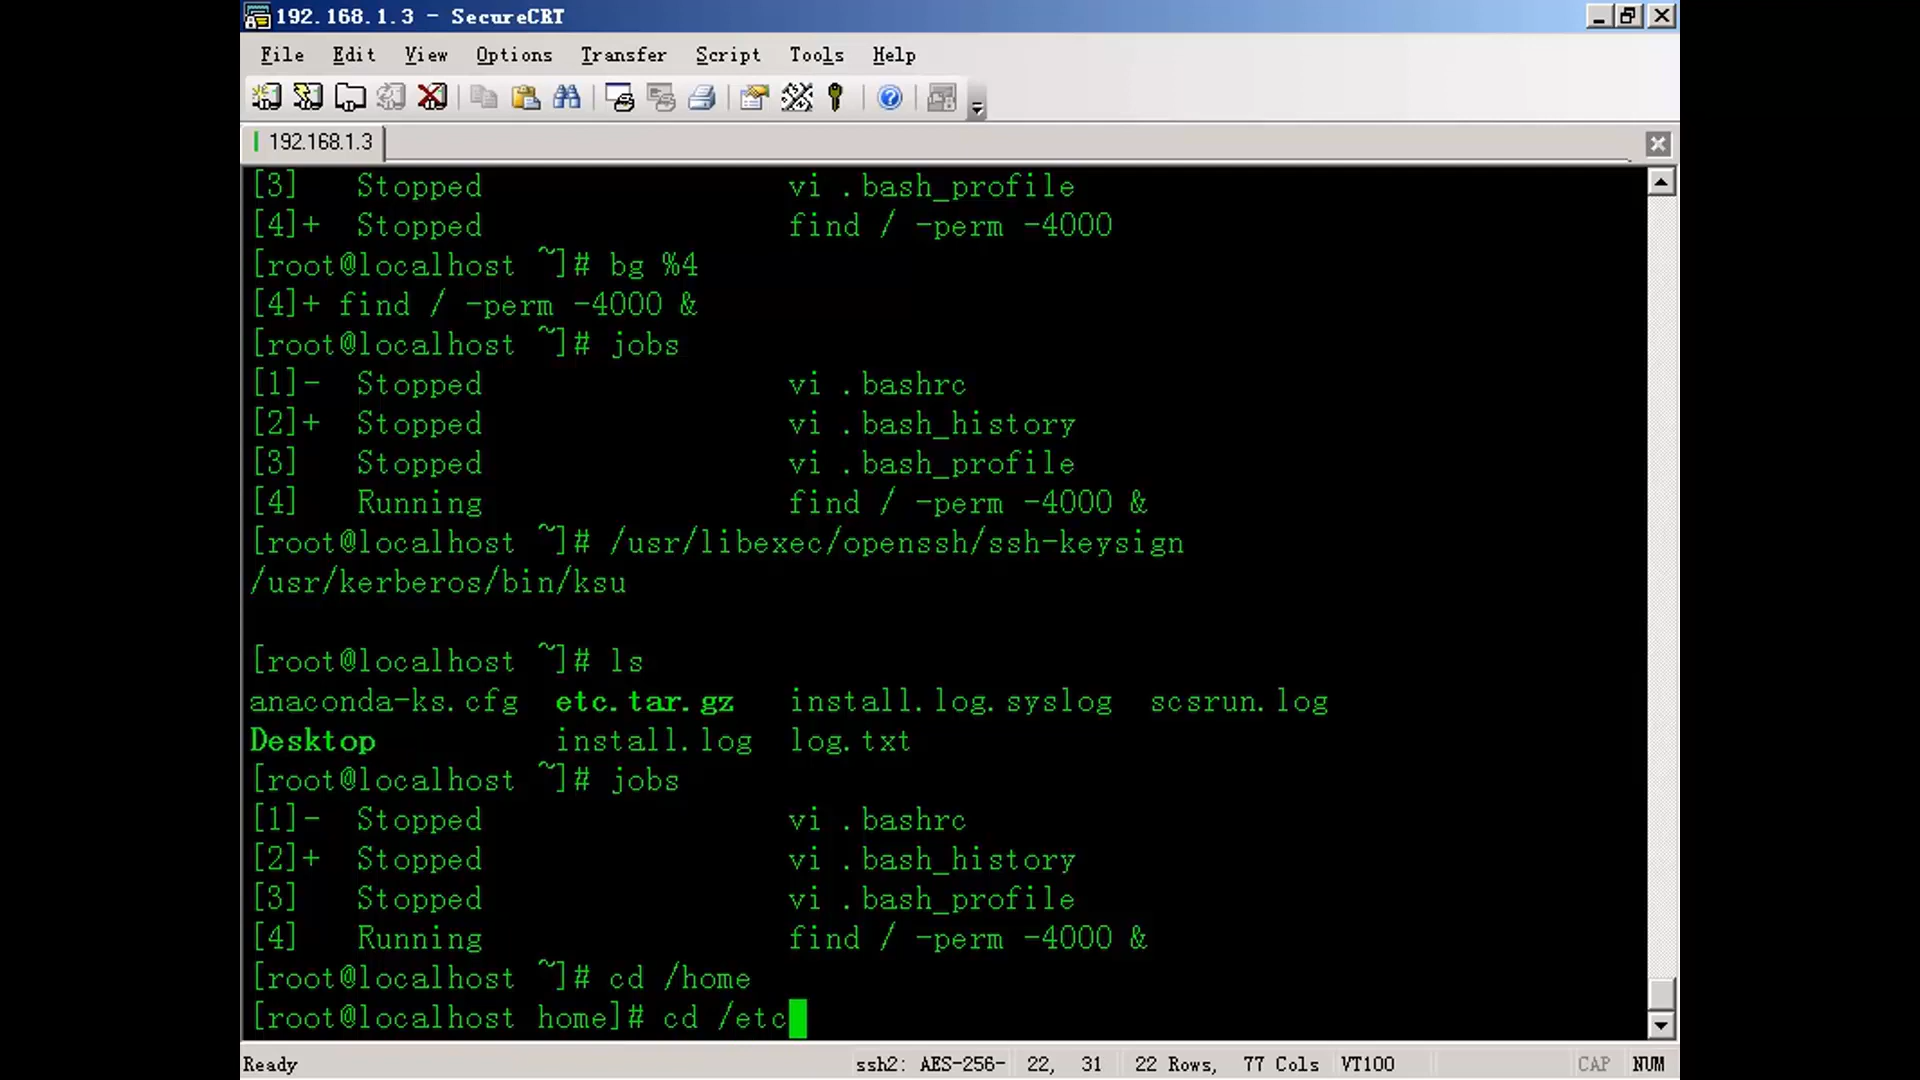 192.168.1.3 - SecureCRT
File Edit View Options Transfer Script Tools Help
192.168.1.3
[3]   Stopped                 vi .bash_profile
[4]+  Stopped                 find / -perm -4000
[root@localhost ~]# bg %4
[4]+ find / -perm -4000 &
[root@localhost ~]# jobs
[1]-  Stopped                 vi .bashrc
[2]+  Stopped                 vi .bash_history
[3]   Stopped                 vi .bash_profile
[4]   Running                 find / -perm -4000 &
[root@localhost ~]# /usr/libexec/openssh/ssh-keysign
/usr/kerberos/bin/ksu
[root@localhost ~]# ls
anaconda-ks.cfg  etc.tar.gz   install.log.syslog  scsrun.log
Desktop          install.log  log.txt
[root@localhost ~]# jobs
[1]-  Stopped                 vi .bashrc
[2]+  Stopped                 vi .bash_history
[3]   Stopped                 vi .bash_profile
[4]   Running                 find / -perm -4000 &
[root@localhost ~]# cd /home
[root@localhost home]# cd /etc
Ready ssh2: AES-256- 22, 31 22 Rows, 77 Cols VT100 CAP NUM